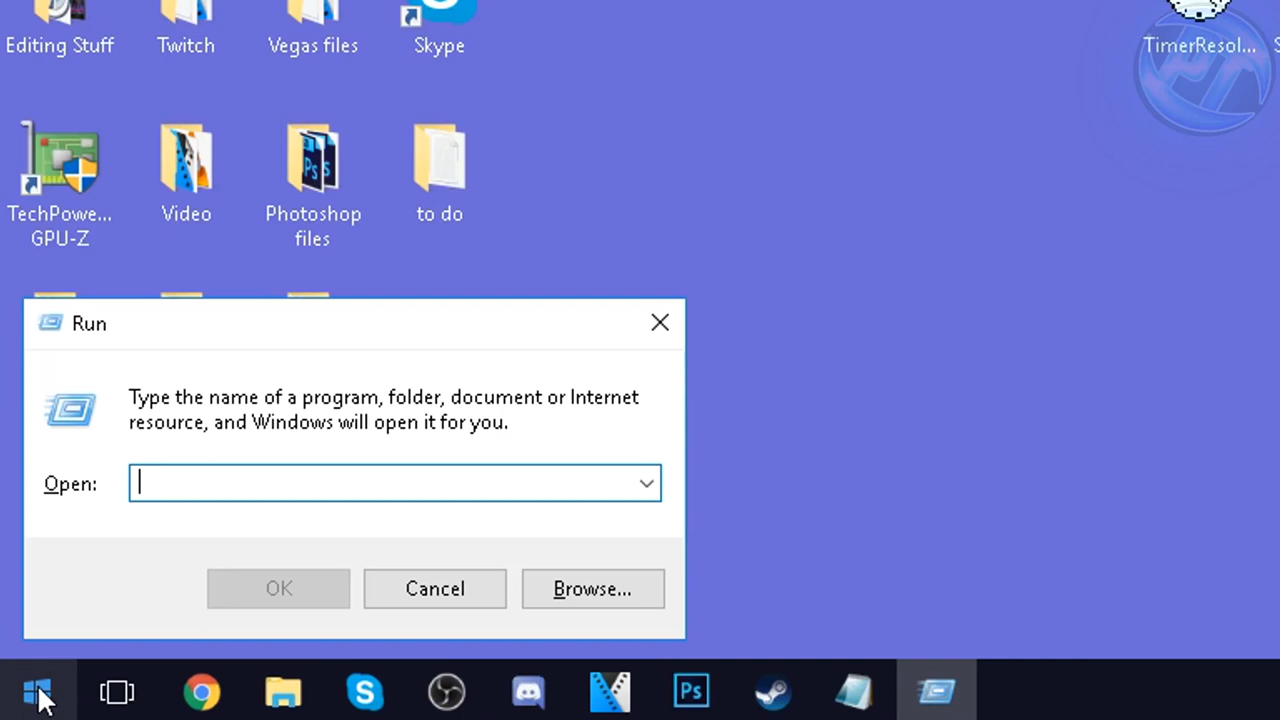 Editing Stuff
Twitch
Vegas files
Skype
TimerResol...
TechPowe...
GPU-Z
Video
Photoshop
files
to do
Run
Type the name of a program, folder, document or Internet
resource, and Windows will open it for you.
Open:
OK
Cancel
Browse...
Ps